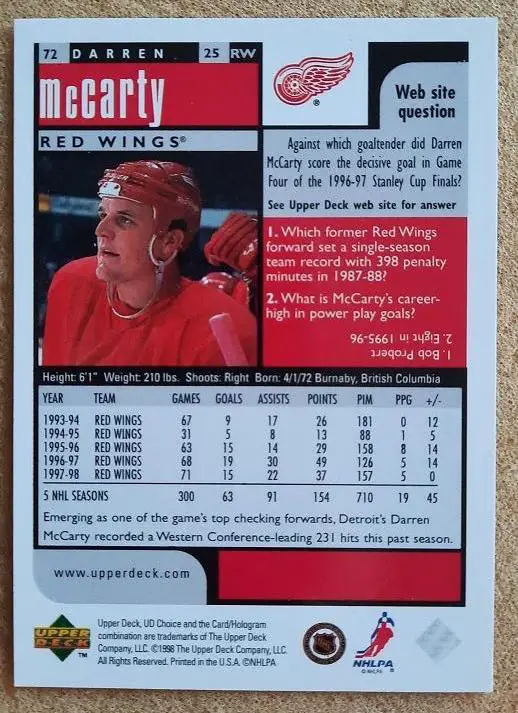 72 DARREN 25 RW
mccarty
RED WINGS®
®
Web site
question
Against which goaltender did Darren
McCarty score the decisive goal in Game
Four of the 1996-97 Stanley Cup Finals?
See Upper Deck web site for answer
1. Which former Red Wings
forward set a single-season
team record with 398 penalty
minutes in 1987-88?
2. What is McCarty's career-
high in power play goals?
1. Bob Probert
2. Eight in 1995-96
Height: 6'1" Weight: 210 lbs. Shoots: Right Born: 4/1/72 Burnaby, British Columbia
YEAR TEAM GAMES GOALS ASSISTS POINTS PIM PPG +/-
1993-94 RED WINGS 67 9 17 26 181 0 12
1994-95 RED WINGS 31 5 8 13 88 1 5
1995-96 RED WINGS 63 15 14 29 158 8 14
1996-97 RED WINGS 68 19 30 49 126 5 14
1997-98 RED WINGS 71 15 22 37 157 5 0
5 NHL SEASONS 300 63 91 154 710 19 45
Emerging as one of the game's top checking forwards, Detroit's Darren
McCarty recorded a Western Conference-leading 231 hits this past season.
www.upperdeck.com
UPPER
DECK
TM
Upper Deck, UD Choice and the Card/Hologram
combination are trademarks of The Upper Deck
Company, LLC. ©1998 The Upper Deck Company, LLC.
All Rights Reserved. Printed in the U.S.A. ©NHLPA
NHLPA
© NHLPA